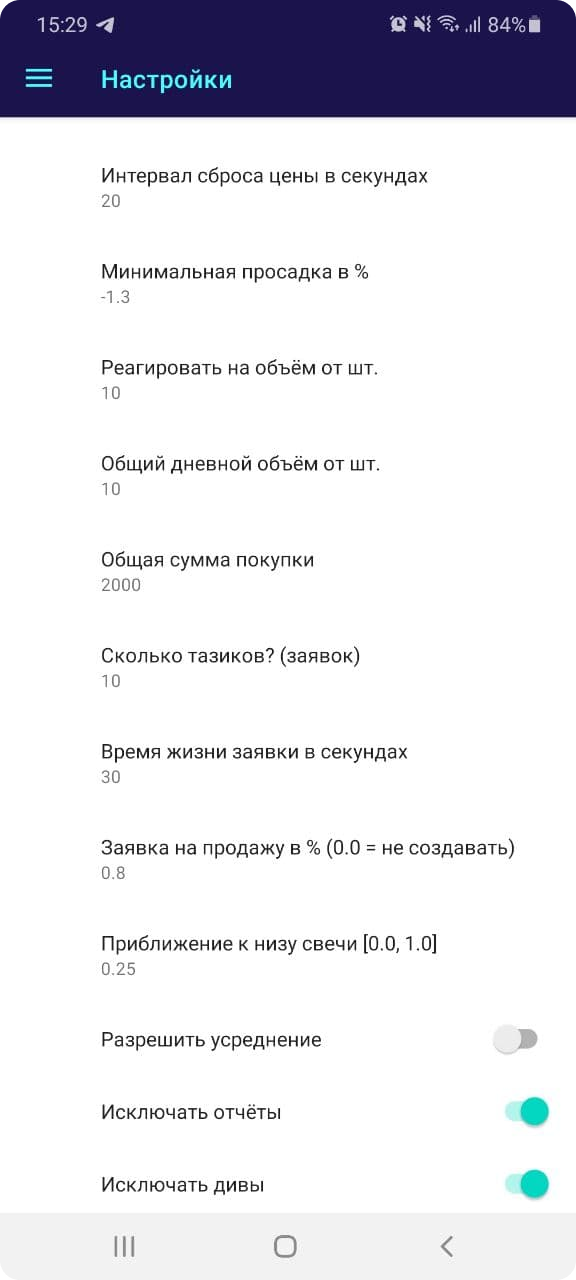 15:29 84%
Настройки
Интервал сброса цены в секундах
20
Минимальная просадка в %
-1.3
Реагировать на объём от шт.
10
Общий дневной объём от шт.
10
Общая сумма покупки
2000
Сколько тазиков? (заявок)
10
Время жизни заявки в секундах
30
Заявка на продажу в % (0.0 = не создавать)
0.8
Приближение к низу свечи [0.0, 1.0]
0.25
Разрешить усреднение
Исключать отчёты
Исключать дивы